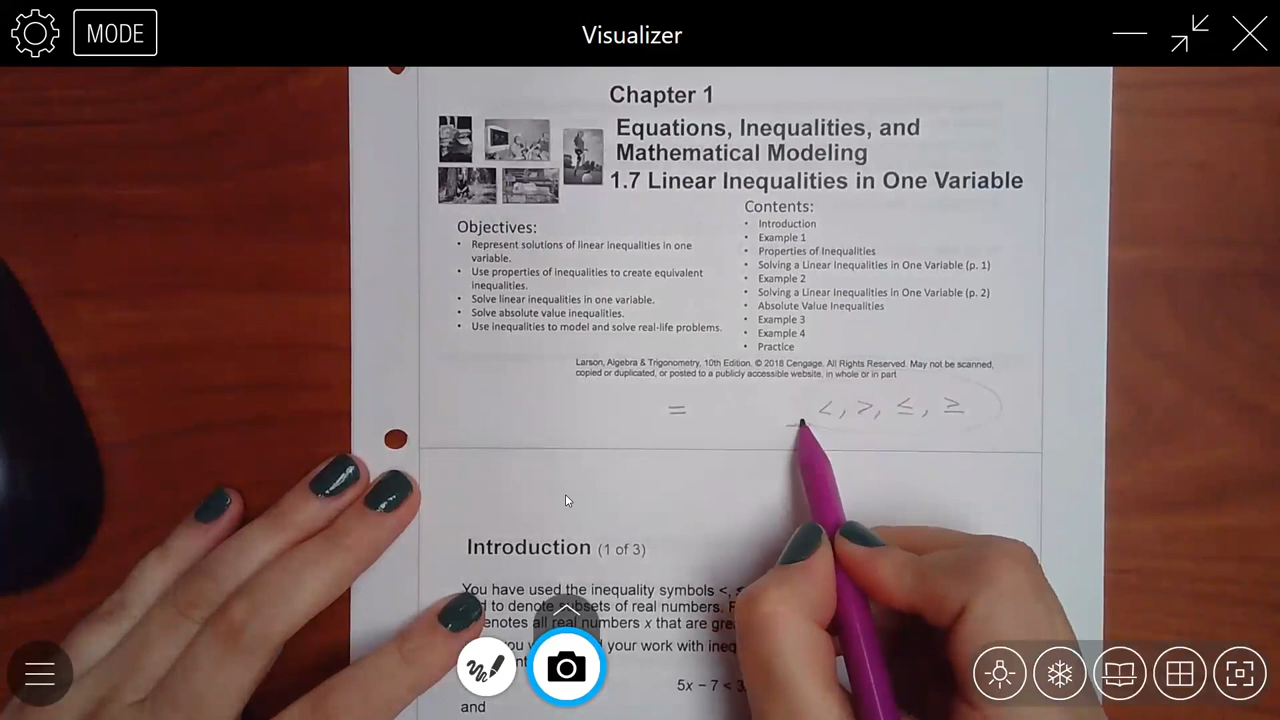 MODE
Visualizer
Chapter 1
Equations, Inequalities, and
Mathematical Modeling
1.7 Linear Inequalities in One Variable
Objectives:
• Represent solutions of linear inequalities in one
variable.
• Use properties of inequalities to create equivalent
inequalities.
• Solve linear inequalities in one variable.
• Solve absolute value inequalities.
• Use inequalities to model and solve real-life problems.
Contents:
• Introduction
• Example 1
• Properties of Inequalities
• Solving a Linear Inequalities in One Variable (p. 1)
• Example 2
• Solving a Linear Inequalities in One Variable (p. 2)
• Absolute Value Inequalities
• Example 3
• Example 4
• Practice
Larson, Algebra & Trigonometry, 10th Edition. © 2018 Cengage. All Rights Reserved. May not be scanned,
copied or duplicated, or posted to a publicly accessible website, in whole or in part
= <, >, ≤, ≥
Introduction (1 of 3)
You have used the inequality symbols <,
to denote subsets of real numbers.
enotes all real numbers x that are
your work with
5x − 7 <
and